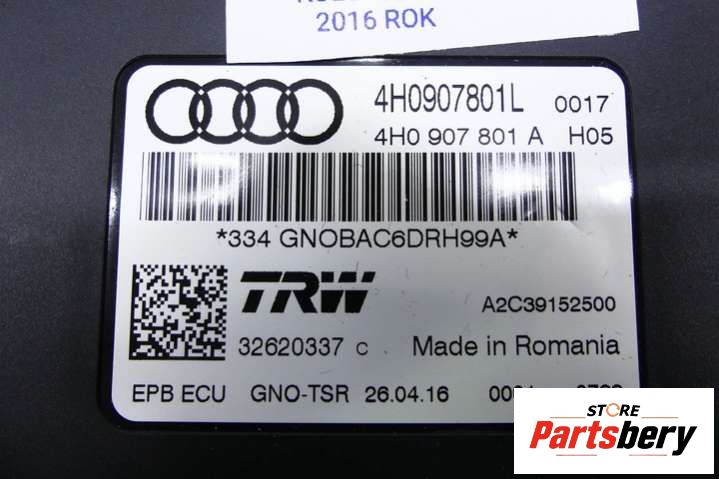 2016 ROK
4H0907801L 0017
4H0 907 801 A H05
*334 GNOBAC6DRH99A*
TRW A2C39152500
32620337 C Made in Romania
EPB ECU GNO-TSR 26.04.16
STORE
Partsbery